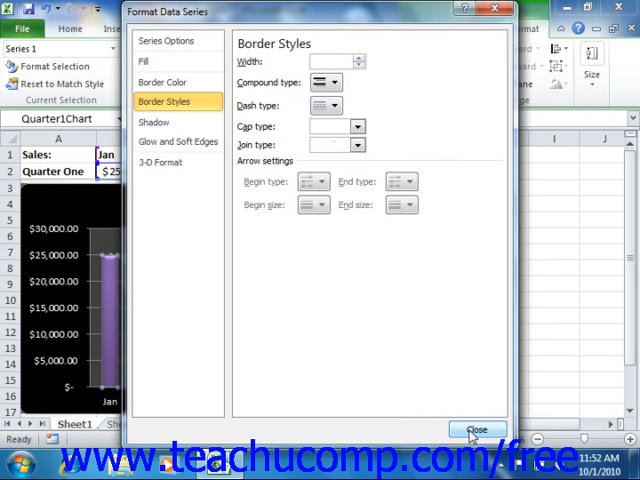 Format Data Series
File
Home
Series 1
Format Selection
Reset to Match Style
Current Selection
Size
Quarter1Chart
Series Options
Fill
Border Color
Border Styles
Shadow
Glow and Soft Edges
3-D Format
Border Styles
Width:
Compound type:
Dash type:
Cap type:
Join type:
Arrow settings
Begin type:
End type:
Begin size:
End size:
Close
A
I
J
1 Sales: Jan
2 Quarter One $25
3
4
5
6
7
8
9
10
11
12
13
14
15
16
17
$30,000.00
$25,000.00
$20,000.00
$15,000.00
$10,000.00
$5,000.00
$-
Jan
Sheet1
Ready
11:52 AM
10/1/2010
www.teachucomp.com/free